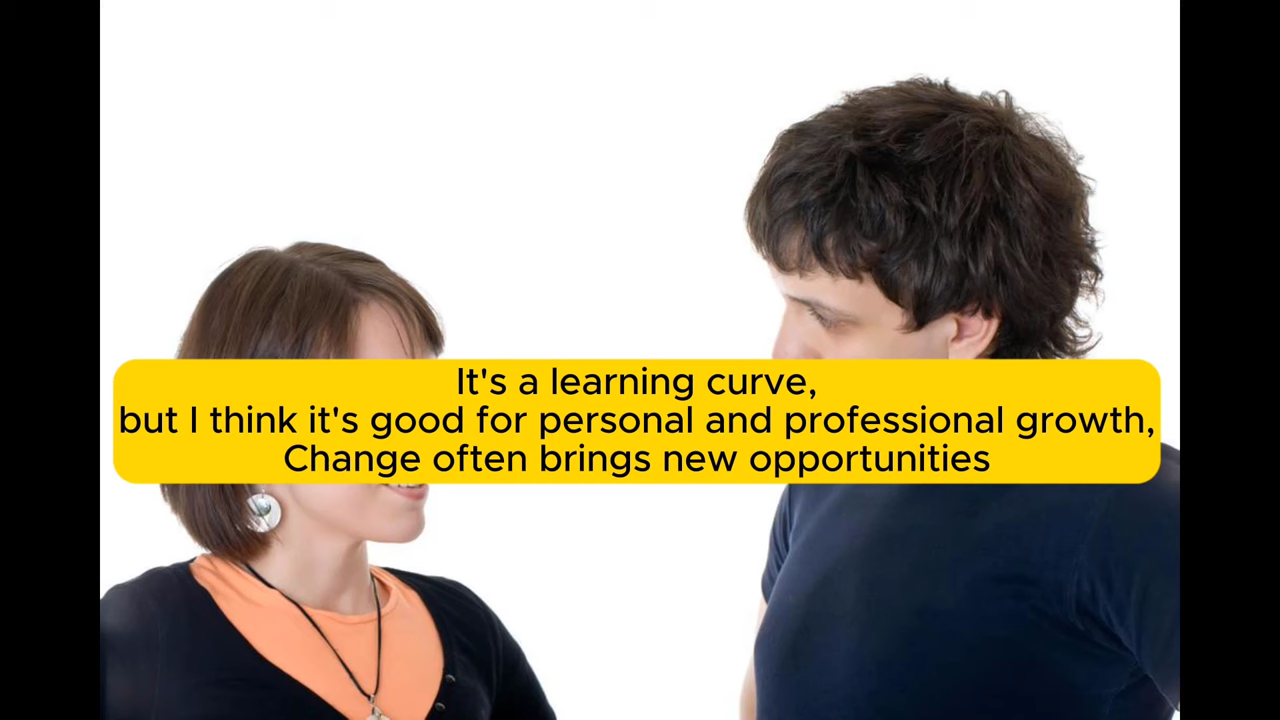 It's a learning curve,
but I think it's good for personal and professional growth,
Change often brings new opportunities